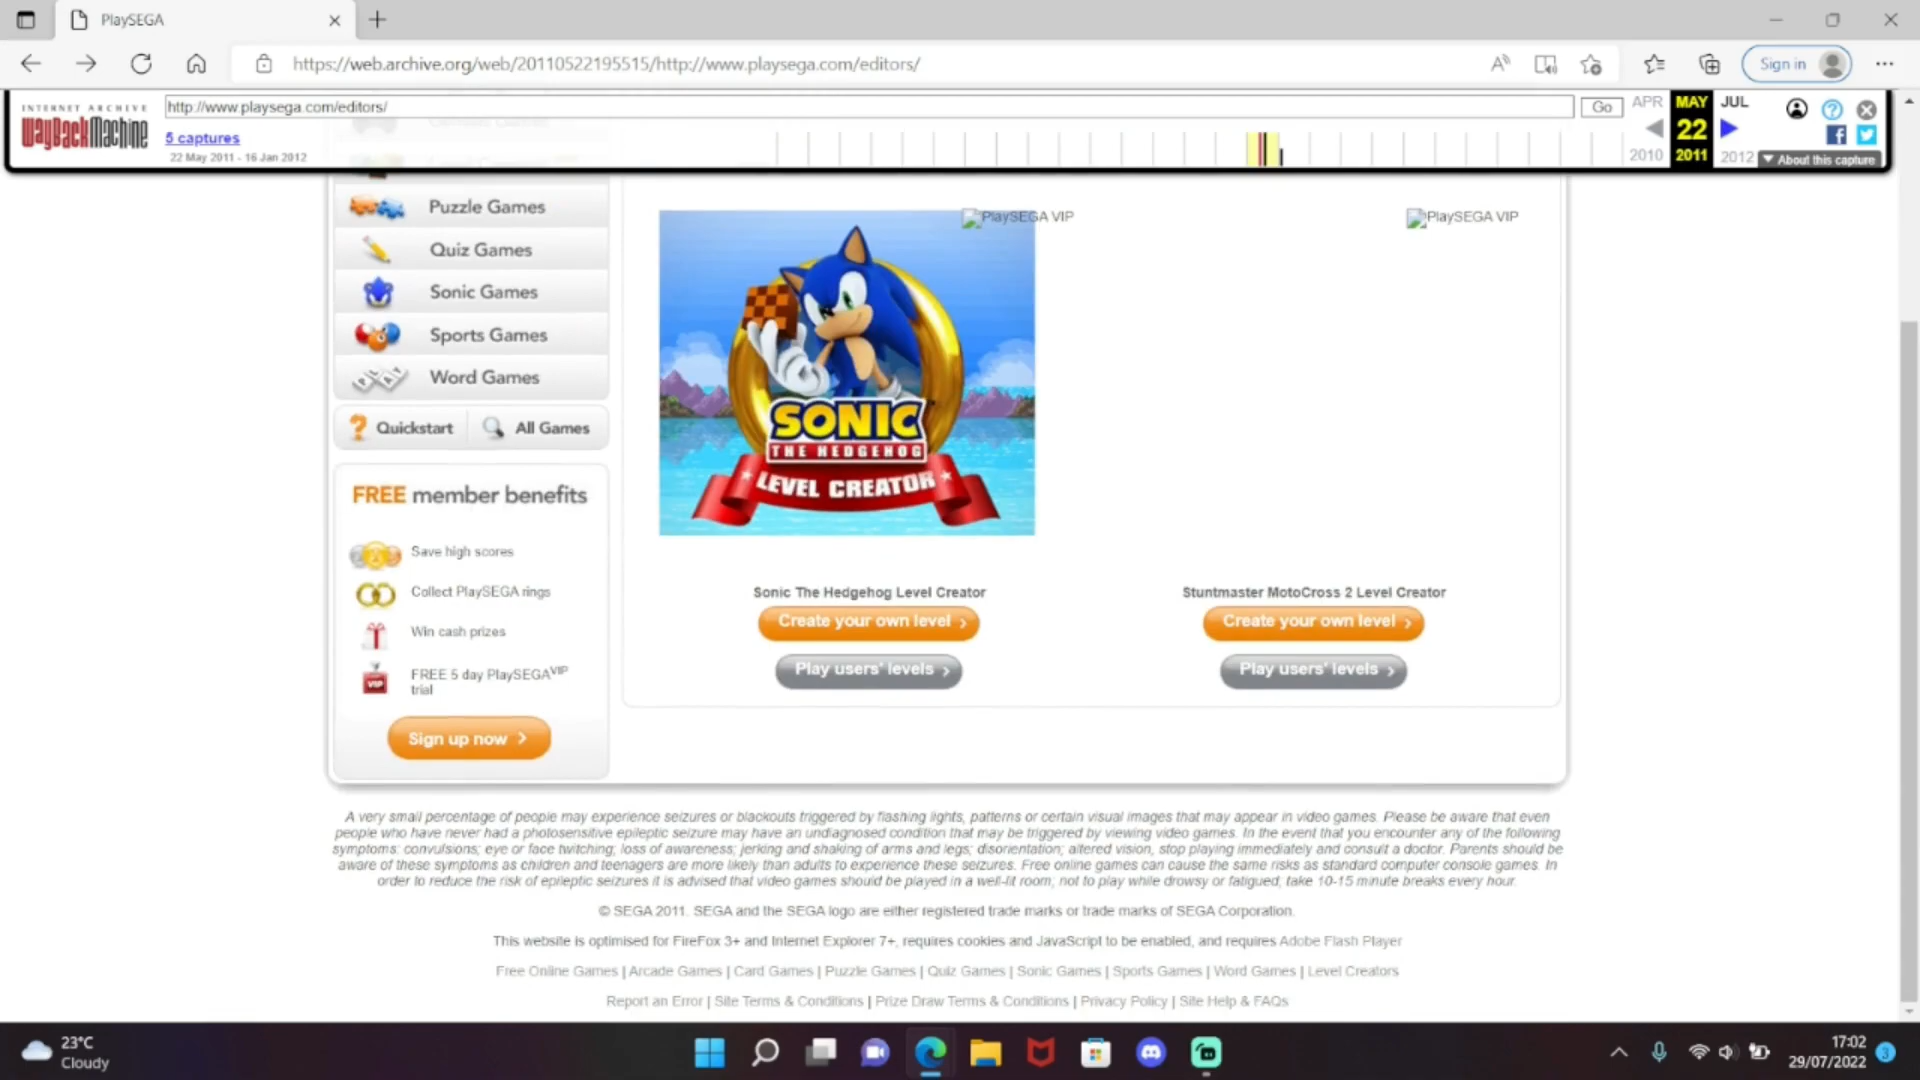 PlaySEGA
https://web.archive.org/web/20110522195515/http://www.playsega.com/editors/
Sign in
INTERNET ARCHIVE
WayBackMachine
http://www.playsega.com/editors/
Go
5 captures
22 May 2011 - 16 Jan 2012
APR
MAY
JUL
22
2010
2011
2012
About this capture
Puzzle Games
Quiz Games
Sonic Games
Sports Games
Word Games
Quickstart
All Games
FREE member benefits
Save high scores
Collect PlaySEGA rings
Win cash prizes
VIP
FREE 5 day PlaySEGA VIP
trial
Sign up now
PlaySEGA VIP
PlaySEGA VIP
SONIC
THE HEDGEHOG
LEVEL CREATOR
Sonic The Hedgehog Level Creator
Create your own level
Play users' levels
Stuntmaster MotoCross 2 Level Creator
Create your own level
Play users' levels
A very small percentage of people may experience seizures or blackouts triggered by flashing lights, patterns or certain visual images that may appear in video games. Please be aware that even
people who have never had a photosensitive epileptic seizure may have an undiagnosed condition that may be triggered by viewing video games. In the event that you encounter any of the following
symptoms: convulsions; eye or face twitching; loss of awareness; jerking and shaking of arms and legs; disorientation; altered vision, stop playing immediately and consult a doctor. Parents should be
aware of these symptoms as children and teenagers are more likely than adults to experience these seizures. Free online games can cause the same risks as standard computer console games. In
order to reduce the risk of epileptic seizures it is advised that video games should be played in a well-lit room; not to play while drowsy or fatigued; take 10-15 minute breaks every hour.
© SEGA 2011. SEGA and the SEGA logo are either registered trade marks or trade marks of SEGA Corporation.
This website is optimised for FireFox 3+ and Internet Explorer 7+, requires cookies and JavaScript to be enabled, and requires Adobe Flash Player
Free Online Games | Arcade Games | Card Games | Puzzle Games | Quiz Games | Sonic Games | Sports Games | Word Games | Level Creators
Report an Error | Site Terms & Conditions | Prize Draw Terms & Conditions | Privacy Policy | Site Help & FAQs
23°C
Cloudy
17:02
29/07/2022
3